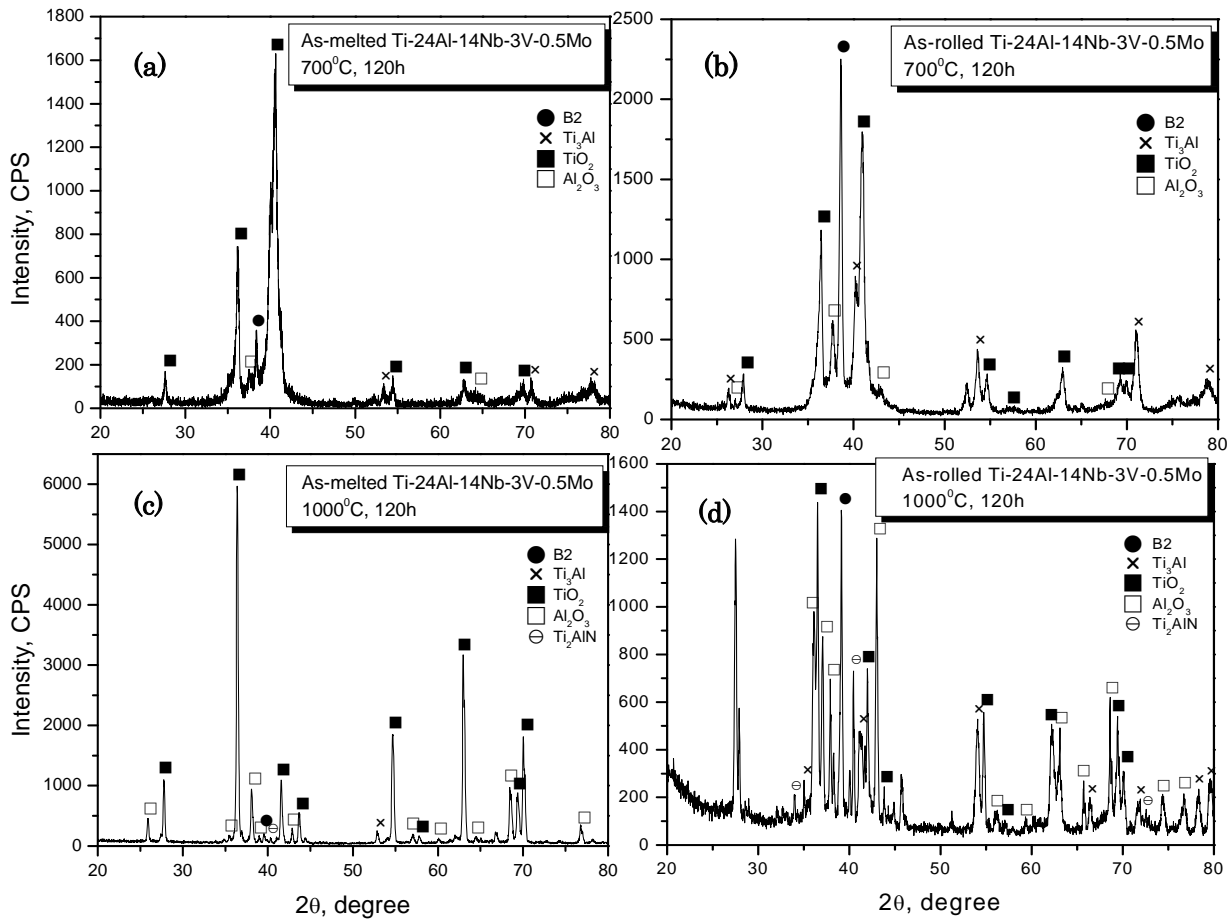 (a)
As-melted Ti-24Al-14Nb-3V-0.5Mo
700⁰C, 120h
B2
Ti₃Al
TiO₂
Al₂O₃
Intensity, CPS
1800
1600
1400
1200
1000
800
600
400
200
0
20 30 40 50 60 70 80
(b)
As-rolled Ti-24Al-14Nb-3V-0.5Mo
700⁰C, 120h
B2
Ti₃Al
TiO₂
Al₂O₃
2500
2000
1500
1000
500
0
20 30 40 50 60 70 80
(c)
As-melted Ti-24Al-14Nb-3V-0.5Mo
1000⁰C, 120h
B2
Ti₃Al
TiO₂
Al₂O₃
Ti₂AlN
Intensity, CPS
6000
5000
4000
3000
2000
1000
0
20 30 40 50 60 70 80
2θ, degree
(d)
As-rolled Ti-24Al-14Nb-3V-0.5Mo
1000⁰C, 120h
B2
Ti₃Al
TiO₂
Al₂O₃
Ti₂AlN
1600
1400
1200
1000
800
600
400
200
0
20 30 40 50 60 70 80
2θ, degree